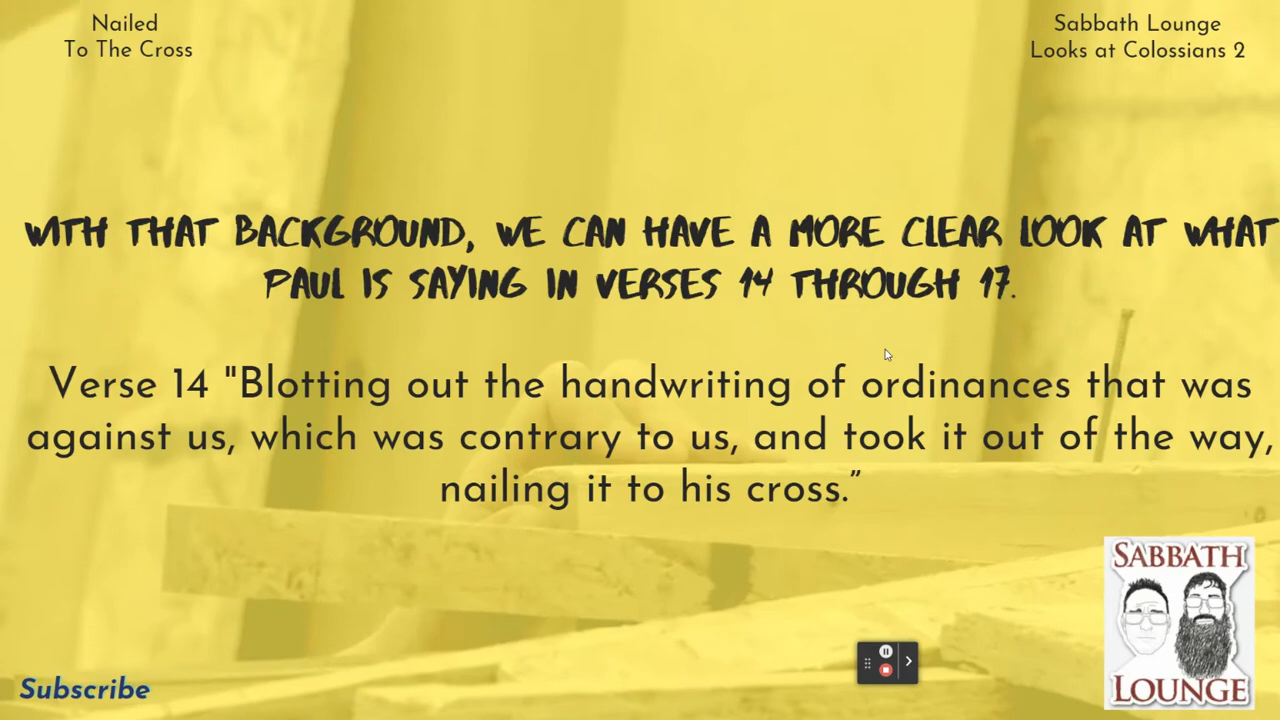 Nailed
To The Cross
Sabbath Lounge
Looks at Colossians 2
WITH THAT BACKGROUND, WE CAN HAVE A MORE CLEAR LOOK AT WHAT
PAUL IS SAYING IN VERSES 14 THROUGH 17.
Verse 14 "Blotting out the handwriting of ordinances that was
against us, which was contrary to us, and took it out of the way,
nailing it to his cross.”
SABBATH
LOUNGE
Subscribe